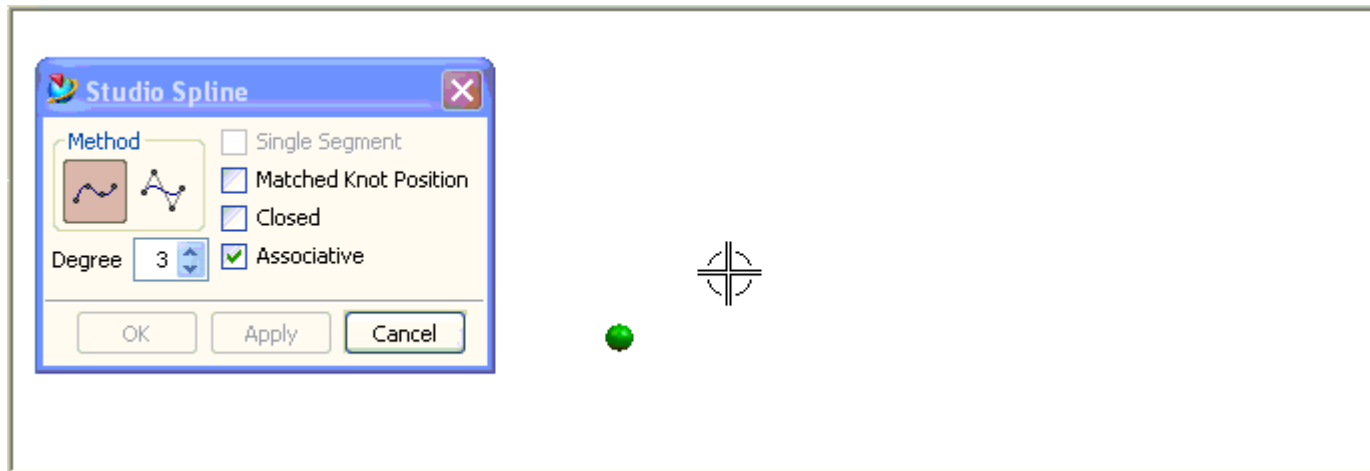 Studio Spline
Method
Single Segment
Matched Knot Position
Closed
Degree 3
Associative
OK Apply Cancel